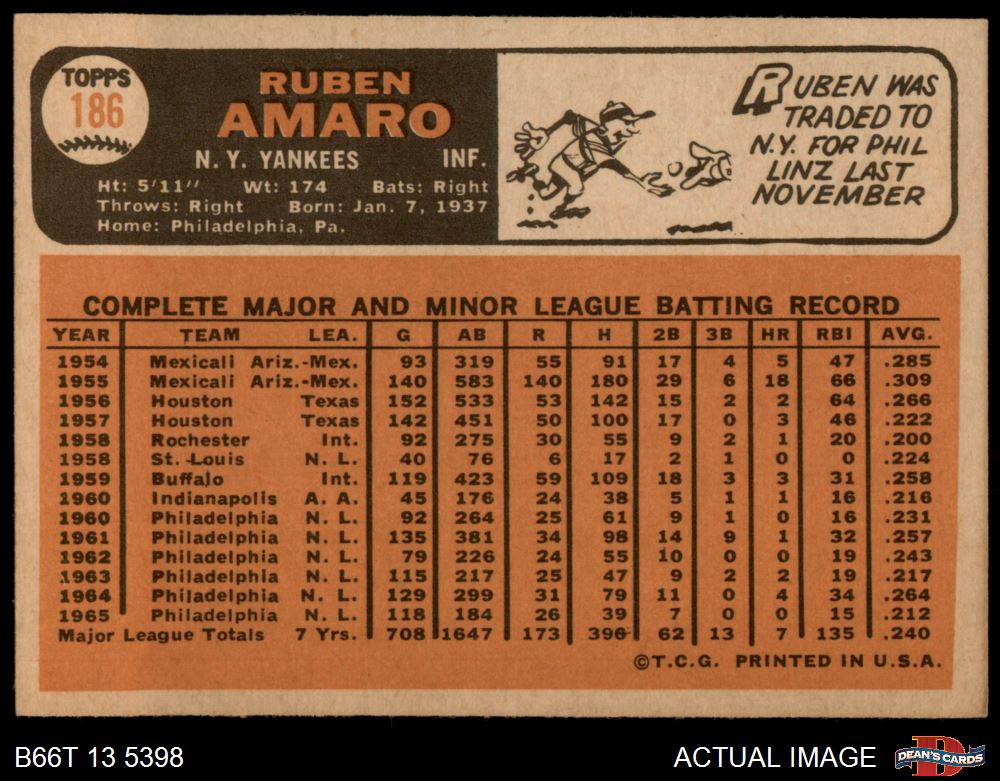 TOPPS
186
RUBEN
AMARO
N. Y. YANKEES INF.
Ht: 5'11" Wt: 174 Bats: Right
Throws: Right Born: Jan. 7, 1937
Home: Philadelphia, Pa.
RUBEN WAS
TRADED TO
N.Y. FOR PHIL
LINZ LAST
NOVEMBER
COMPLETE MAJOR AND MINOR LEAGUE BATTING RECORD
YEAR TEAM LEA. G AB R H 2B 3B HR RBI AVG.
1954 Mexicali Ariz.-Mex. 93 319 55 91 17 4 5 47 .285
1955 Mexicali Ariz.-Mex. 140 583 140 180 29 6 18 66 .309
1956 Houston Texas 152 533 53 142 15 2 2 64 .266
1957 Houston Texas 142 451 50 100 17 0 3 46 .222
1958 Rochester Int. 92 275 30 55 9 2 1 20 .200
1958 St. Louis N. L. 40 76 6 17 2 1 0 0 .224
1959 Buffalo Int. 119 423 59 109 18 3 3 31 .258
1960 Indianapolis A. A. 45 176 24 38 5 1 1 16 .216
1960 Philadelphia N. L. 92 264 25 61 9 1 0 16 .231
1961 Philadelphia N. L. 135 381 34 98 14 9 1 32 .257
1962 Philadelphia N. L. 79 226 24 55 10 0 0 19 .243
1963 Philadelphia N. L. 115 217 25 47 9 2 2 19 .217
1964 Philadelphia N. L. 129 299 31 79 11 0 4 34 .264
1965 Philadelphia N. L. 118 184 26 39 7 0 0 15 .212
Major League Totals 7 Yrs. 708 1647 173 396 62 13 7 135 .240
©T.C.G. PRINTED IN U.S.A.
B66T 13 5398
ACTUAL IMAGE
D
DEAN'S CARDS